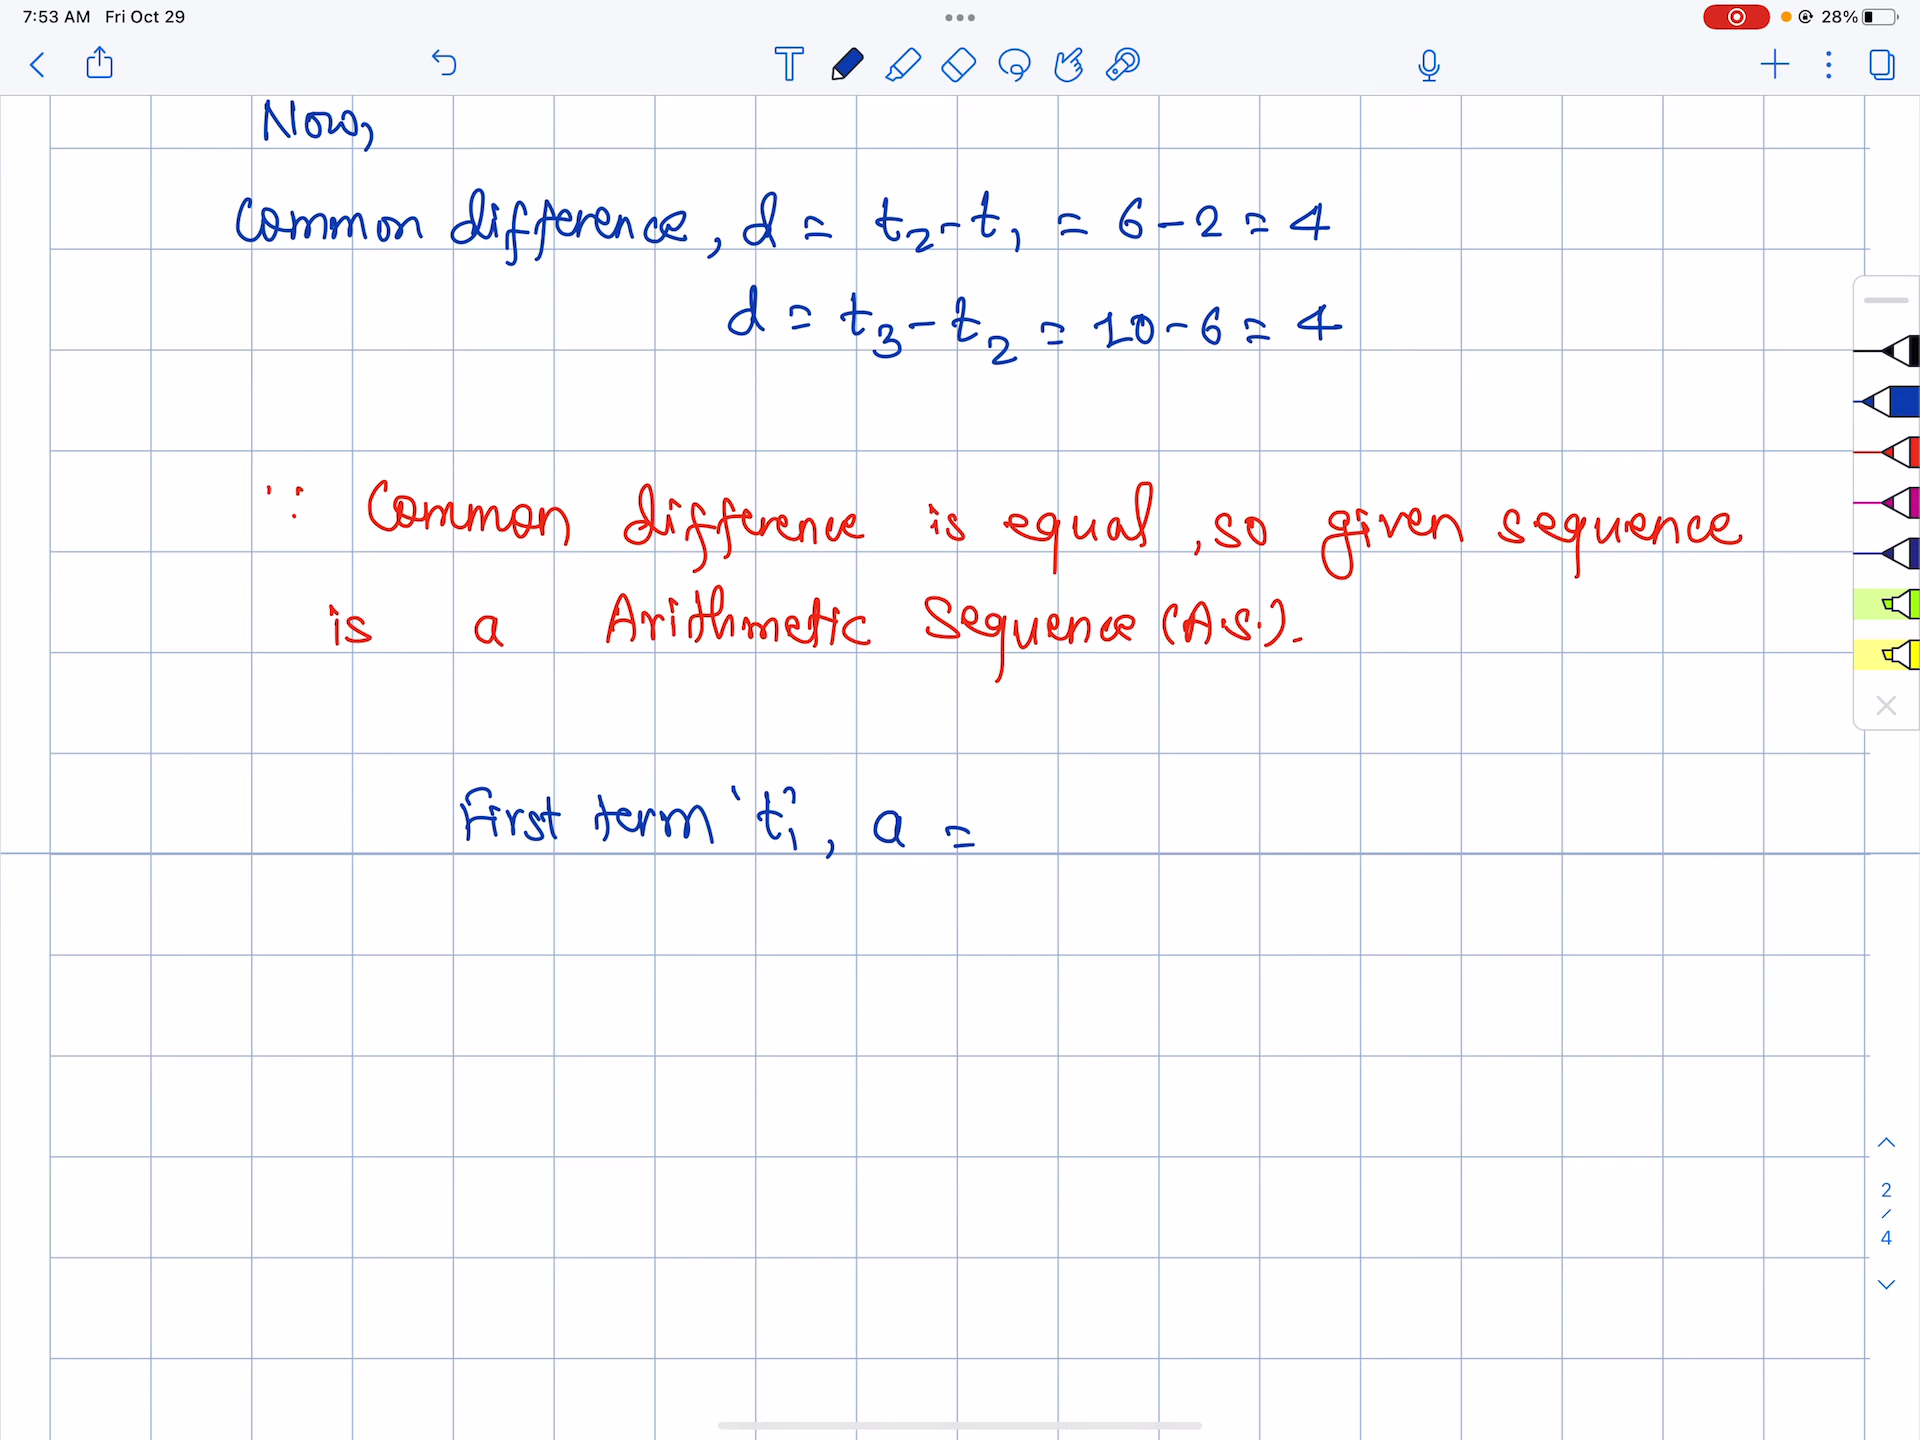 7:53 AM Fri Oct 29
28%
T
Now,
Common difference, d = t₂-t₁ = 6-2 = 4
d = t₃-t₂ = 10-6 = 4
∵ Common difference is equal, so given sequence
is a Arithmetic Sequence (A.S.).
First term 't₁', a =
2
/
4